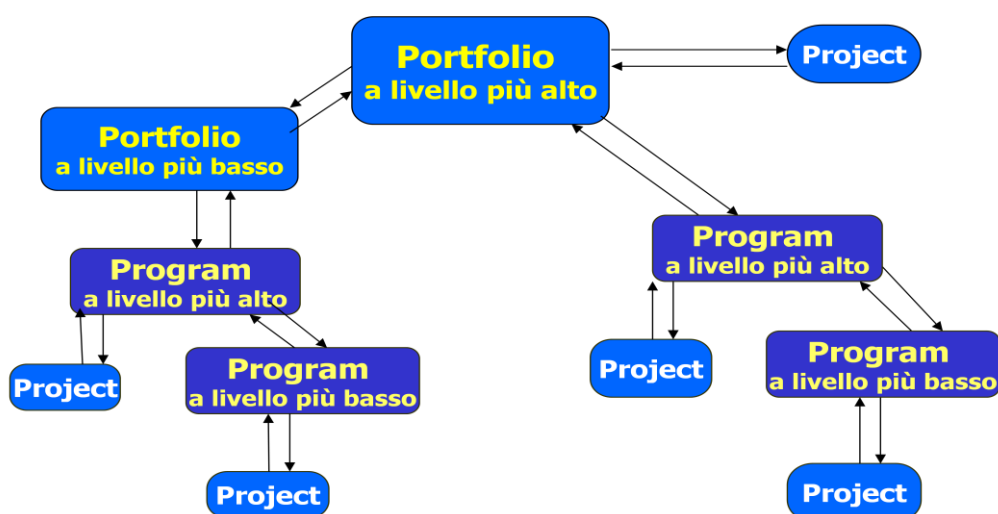 Portfolio
a livello più alto
Project
Portfolio
a livello più basso
Program
a livello più alto
Program
a livello più alto
Program
a livello più basso
Program
a livello più basso
Project
Project
Project
Project